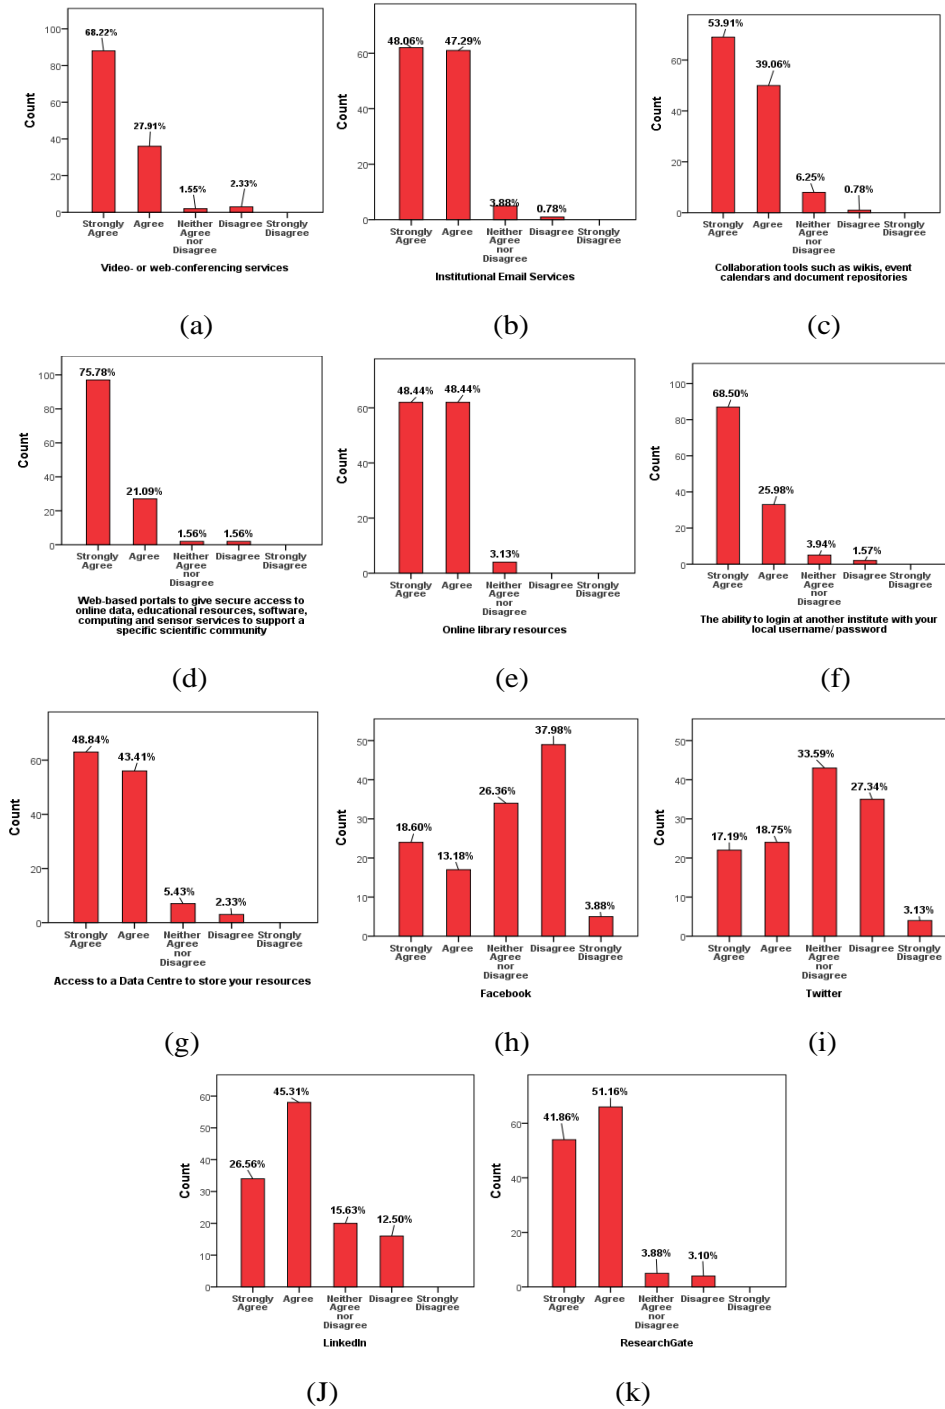 100
80
60
40
20
0
Count
68.22%
27.91%
1.55%
2.33%
Strongly Agree
Agree
Neither Agree nor Disagree
Disagree
Strongly Disagree
Video- or web-conferencing services
(a)
60
40
20
0
Count
48.06%
47.29%
3.88%
0.78%
Strongly Agree
Agree
Neither Agree nor Disagree
Disagree
Strongly Disagree
Institutional Email Services
(b)
60
40
20
0
Count
53.91%
39.06%
6.25%
0.78%
Strongly Agree
Agree
Neither Agree nor Disagree
Disagree
Strongly Disagree
Collaboration tools such as wikis, event
calendars and document repositories
(c)
100
80
60
40
20
0
Count
75.78%
21.09%
1.56%
1.56%
Strongly Agree
Agree
Neither Agree nor Disagree
Disagree
Strongly Disagree
Web-based portals to give secure access to
online data, educational resources, software,
computing and sensor services to support a
specific scientific community
(d)
60
40
20
0
Count
48.44%
48.44%
3.13%
Strongly Agree
Agree
Neither Agree nor Disagree
Disagree
Strongly Disagree
Online library resources
(e)
100
80
60
40
20
0
Count
68.50%
25.98%
3.94%
1.57%
Strongly Agree
Agree
Neither Agree nor Disagree
Disagree
Strongly Disagree
The ability to login at another institute with your
local username/ password
(f)
60
40
20
0
Count
48.84%
43.41%
5.43%
2.33%
Strongly Agree
Agree
Neither Agree nor Disagree
Disagree
Strongly Disagree
Access to a Data Centre to store your resources
(g)
50
40
30
20
10
0
Count
18.60%
13.18%
26.36%
37.98%
3.88%
Strongly Agree
Agree
Neither Agree nor Disagree
Disagree
Strongly Disagree
Facebook
(h)
50
40
30
20
10
0
Count
17.19%
18.75%
33.59%
27.34%
3.13%
Strongly Agree
Agree
Neither Agree nor Disagree
Disagree
Strongly Disagree
Twitter
(i)
60
50
40
30
20
10
0
Count
26.56%
45.31%
15.63%
12.50%
Strongly Agree
Agree
Neither Agree nor Disagree
Disagree
Strongly Disagree
LinkedIn
(J)
60
40
20
0
Count
41.86%
51.16%
3.88%
3.10%
Strongly Agree
Agree
Neither Agree nor Disagree
Disagree
Strongly Disagree
ResearchGate
(k)